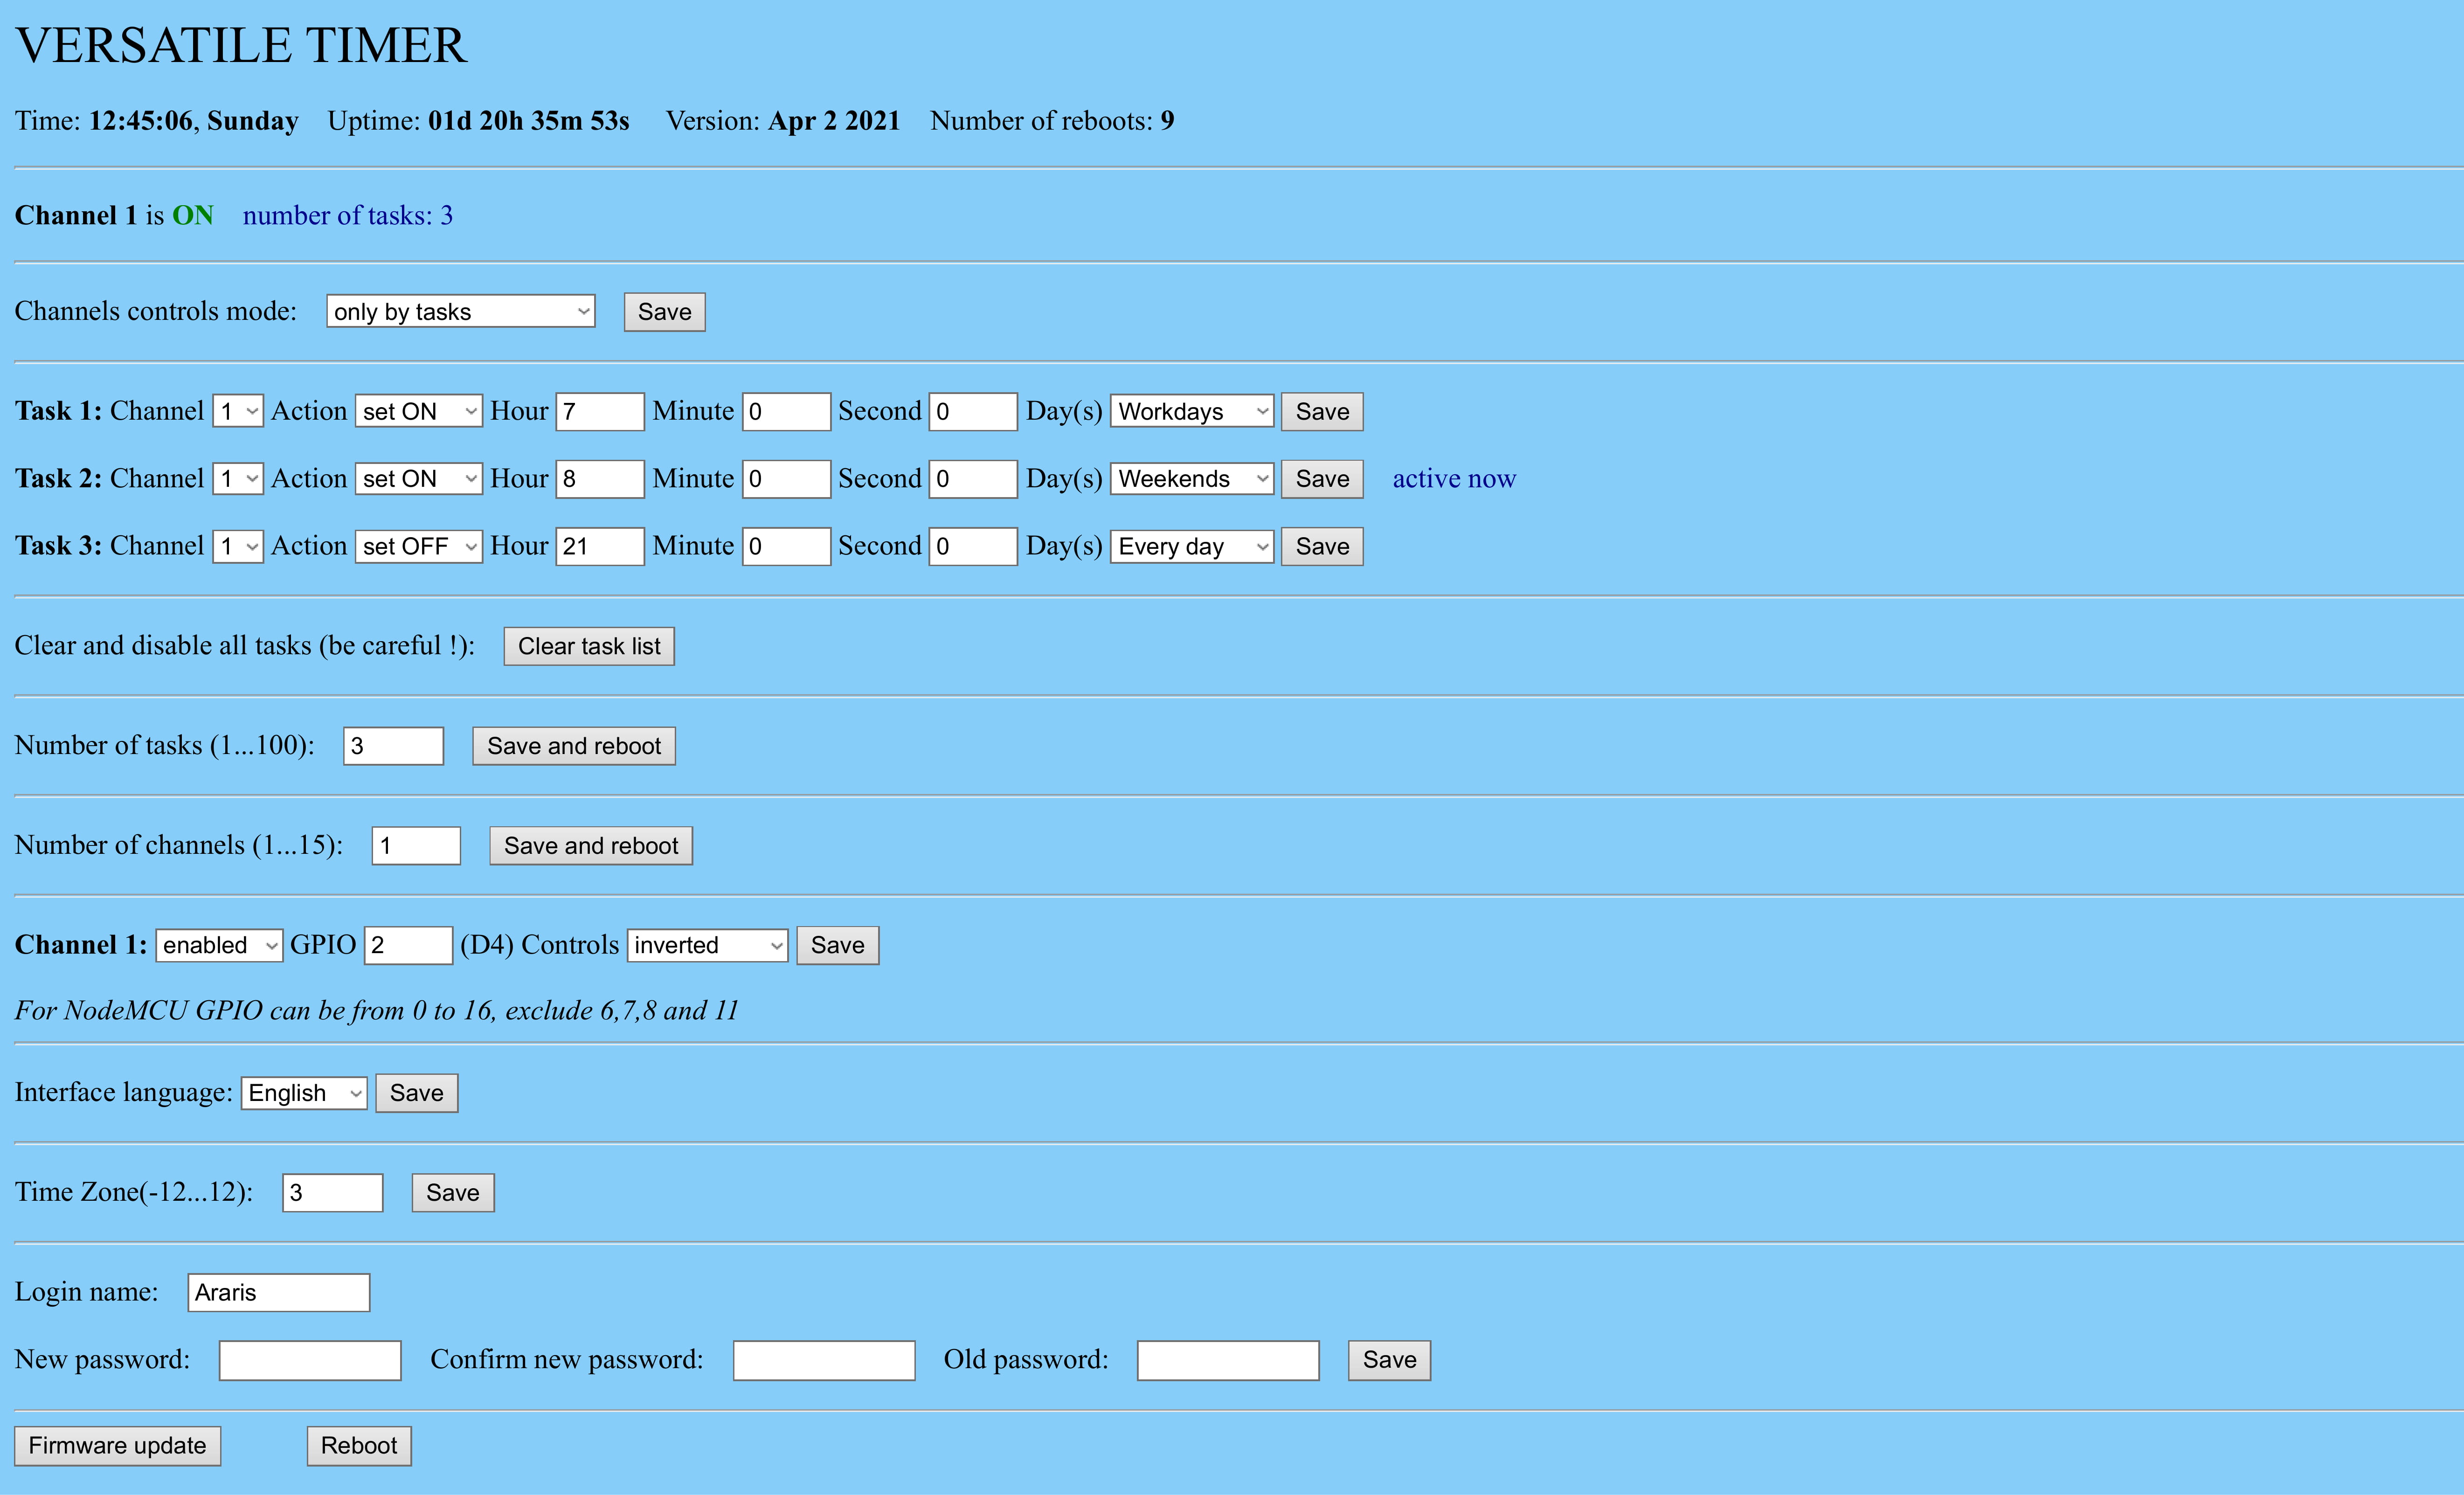 VERSATILE TIMER
Time: 12:45:06, Sunday Uptime: 01d 20h 35m 53s Version: Apr 2 2021 Number of reboots: 9
Channel 1 is ON number of tasks: 3
Channels controls mode: only by tasks Save
Task 1: Channel 1 Action set ON Hour 7 Minute 0 Second 0 Day(s) Workdays Save
Task 2: Channel 1 Action set ON Hour 8 Minute 0 Second 0 Day(s) Weekends Save active now
Task 3: Channel 1 Action set OFF Hour 21 Minute 0 Second 0 Day(s) Every day Save
Clear and disable all tasks (be careful !): Clear task list
Number of tasks (1...100): 3 Save and reboot
Number of channels (1...15): 1 Save and reboot
Channel 1: enabled GPIO 2 (D4) Controls inverted Save
For NodeMCU GPIO can be from 0 to 16, exclude 6,7,8 and 11
Interface language: English Save
Time Zone(-12...12): 3 Save
Login name: Araris
New password: Confirm new password: Old password: Save
Firmware update Reboot